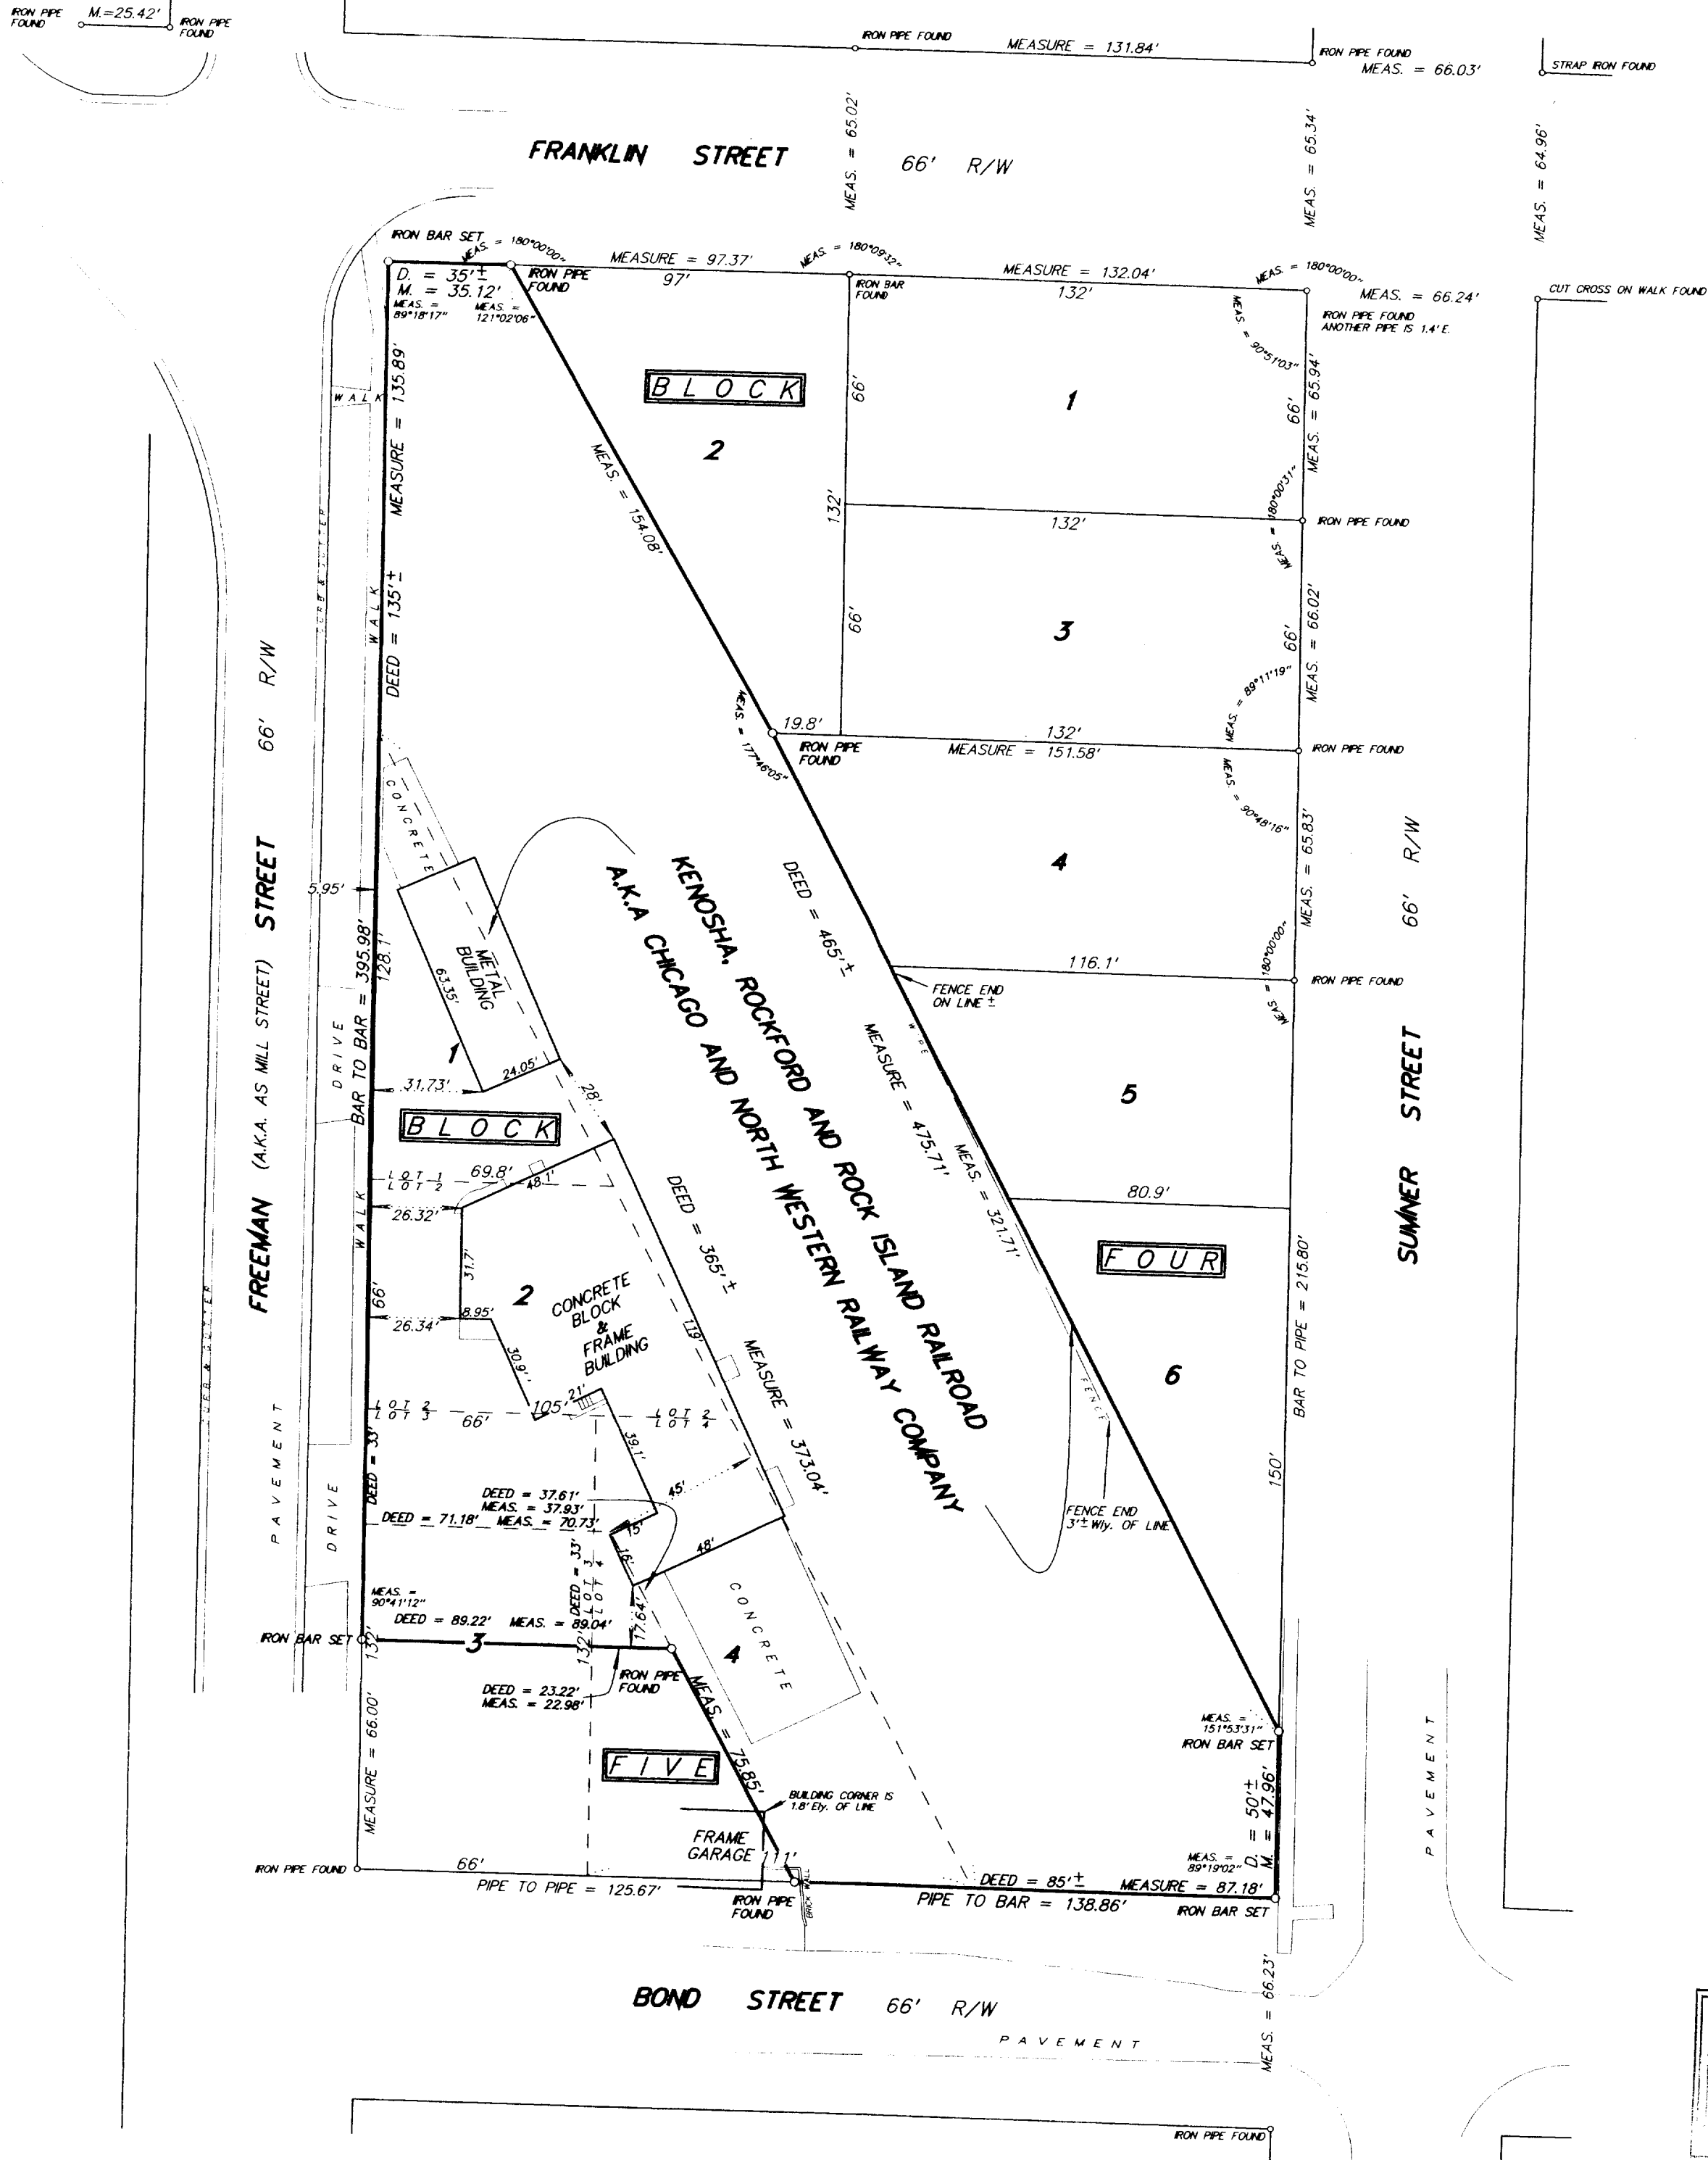 IRON PIPE
FOUND
M.=25.42'
IRON PIPE
FOUND
IRON PIPE FOUND
MEASURE = 131.84'
IRON PIPE FOUND
MEAS. = 66.03'
STRAP IRON FOUND
FRANKLIN STREET 66' R/W
MEAS. = 65.02'
MEAS. = 65.34'
MEAS. = 64.96'
IRON BAR SET
MEAS. = 180°00'00"
MEASURE = 97.37'
97'
MEAS. = 180°09'32"
MEASURE = 132.04'
132'
MEAS. = 180°00'00"
MEAS. = 66.24'
CUT CROSS ON WALK FOUND
D. = 35'±
M. = 35.12'
MEAS. =
89°18'17"
MEAS. =
121°02'06"
IRON PIPE
FOUND
IRON BAR
FOUND
IRON PIPE FOUND
ANOTHER PIPE IS 1.4' E.
MEAS. = 90°51'03"
MEASURE = 135.89'
DEED = 135'±
WALK
WALK
CURB & GUTTER
BLOCK
2
1
66'
66'
MEAS. = 65.94'
MEAS. = 154.08'
132'
132'
MEAS. = 180°00'31"
IRON PIPE FOUND
66'
3
66'
MEAS. = 66.02'
MEAS. = 89°11'19"
MEAS. = 177°46'05"
19.8'
132'
IRON PIPE
FOUND
MEASURE = 151.58'
IRON PIPE FOUND
MEAS. = 90°48'16"
FREEMAN (A.K.A. AS MILL STREET) STREET 66' R/W
CONCRETE
4
MEAS. = 65.83'
SUMNER STREET 66' R/W
5.95'
BAR TO BAR = 395.98'
128.1'
METAL
BUILDING
63.35'
24.05'
1
31.73'
28'
DRIVE
KENOSHA, ROCKFORD AND ROCK ISLAND RAILROAD
A.K.A CHICAGO AND NORTH WESTERN RAILWAY COMPANY
DEED = 465'±
MEASURE = 475.71'
116.1'
MEAS. = 180°00'00"
IRON PIPE FOUND
FENCE END
ON LINE ±
MEAS. = 321.71'
5
80.9'
BLOCK
LOT 1
LOT 2
69.8'
48.1'
26.32'
WALK
31.7'
66'
26.34'
8.95'
2
CONCRETE
BLOCK
&
FRAME
BUILDING
30.9'
DEED = 365'±
119'
MEASURE = 373.04'
FOUR
BAR TO PIPE = 215.80'
6
150'
FENCE
FENCE END
3'± Wly. OF LINE
CURB & GUTTER
PAVEMENT
DRIVE
LOT 2
LOT 3
66'
105'
21'
LOT 2
LOT 4
DEED = 33'
39.1'
45'
DEED = 37.61'
MEAS. = 37.93'
DEED = 71.18' MEAS. = 70.73'
15'
16'
48'
DEED = 33'
LOT 3
LOT 4
MEAS. =
90°41'12"
DEED = 89.22' MEAS. = 89.04'
17.64'
IRON BAR SET
132'
3
132'
CONCRETE
4
DEED = 23.22'
MEAS. = 22.98'
IRON PIPE
FOUND
MEAS. = 75.85'
MEASURE = 66.00'
FIVE
BUILDING CORNER IS
1.8' Ely. OF LINE
FRAME
GARAGE
111'
MEAS. =
151°53'31"
IRON BAR SET
D. = 50'±
M. = 47.96'
MEAS. =
89°19'02"
PAVEMENT
IRON PIPE FOUND
66'
PIPE TO PIPE = 125.67'
IRON PIPE
FOUND
BRICK WALL
DEED = 85'± MEASURE = 87.18'
PIPE TO BAR = 138.86'
IRON BAR SET
MEAS. = 66.23'
BOND STREET 66' R/W
PAVEMENT
IRON PIPE FOUND